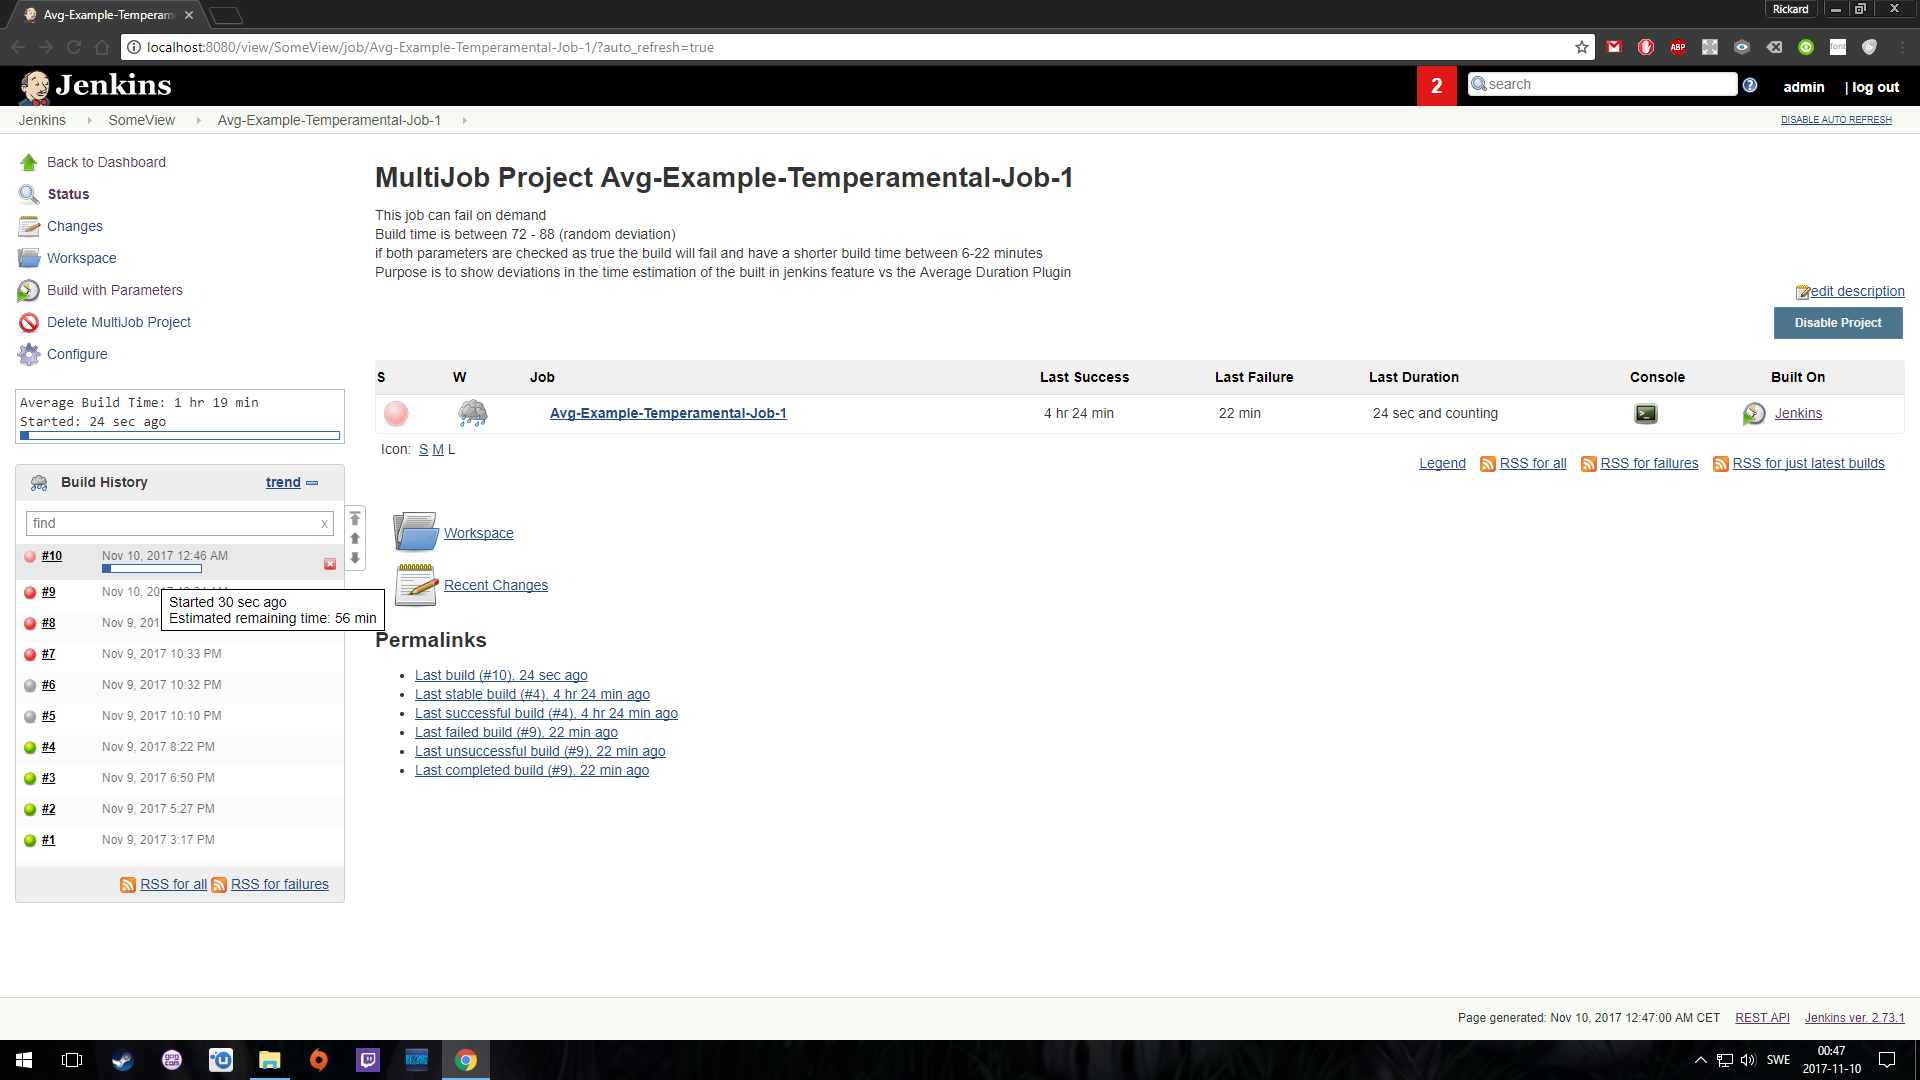 Avg-Example-Temperam
Rickard
localhost:8080/view/SomeView/job/Avg-Example-Temperamental-Job-1/?auto_refresh=true
ABP
font
Jenkins
2
search
admin
| log out
Jenkins
SomeView
Avg-Example-Temperamental-Job-1
DISABLE AUTO REFRESH
Back to Dashboard
Status
Changes
Workspace
Build with Parameters
Delete MultiJob Project
Configure
Average Build Time: 1 hr 19 min
Started: 24 sec ago
Build History
trend
find
x
#10 Nov 10, 2017 12:46 AM
#9 Nov 10,
Started 30 sec ago
Estimated remaining time: 56 min
#8 Nov 9, 201
#7 Nov 9, 2017 10:33 PM
#6 Nov 9, 2017 10:32 PM
#5 Nov 9, 2017 10:10 PM
#4 Nov 9, 2017 8:22 PM
#3 Nov 9, 2017 6:50 PM
#2 Nov 9, 2017 5:27 PM
#1 Nov 9, 2017 3:17 PM
RSS for all RSS for failures
MultiJob Project Avg-Example-Temperamental-Job-1
This job can fail on demand
Build time is between 72 - 88 (random deviation)
if both parameters are checked as true the build will fail and have a shorter build time between 6-22 minutes
Purpose is to show deviations in the time estimation of the built in jenkins feature vs the Average Duration Plugin
edit description
Disable Project
S W Job Last Success Last Failure Last Duration Console Built On
Avg-Example-Temperamental-Job-1 4 hr 24 min 22 min 24 sec and counting Jenkins
Icon: S M L
Legend RSS for all RSS for failures RSS for just latest builds
Workspace
Recent Changes
Permalinks
Last build (#10), 24 sec ago
Last stable build (#4), 4 hr 24 min ago
Last successful build (#4), 4 hr 24 min ago
Last failed build (#9), 22 min ago
Last unsuccessful build (#9), 22 min ago
Last completed build (#9), 22 min ago
Page generated: Nov 10, 2017 12:47:00 AM CET REST API Jenkins ver. 2.73.1
gog
com
SWE
00:47
2017-11-10